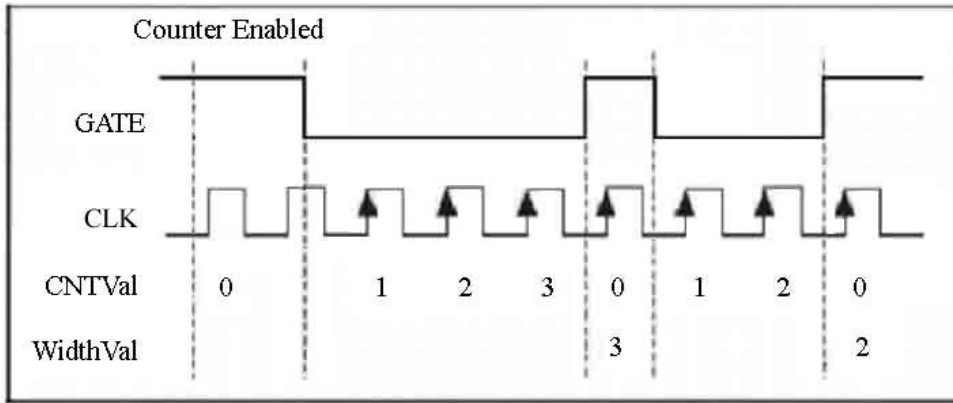 Counter Enabled
GATE
CLK
CNTVal 0 1 2 3 0 1 2 0
WidthVal 3 2